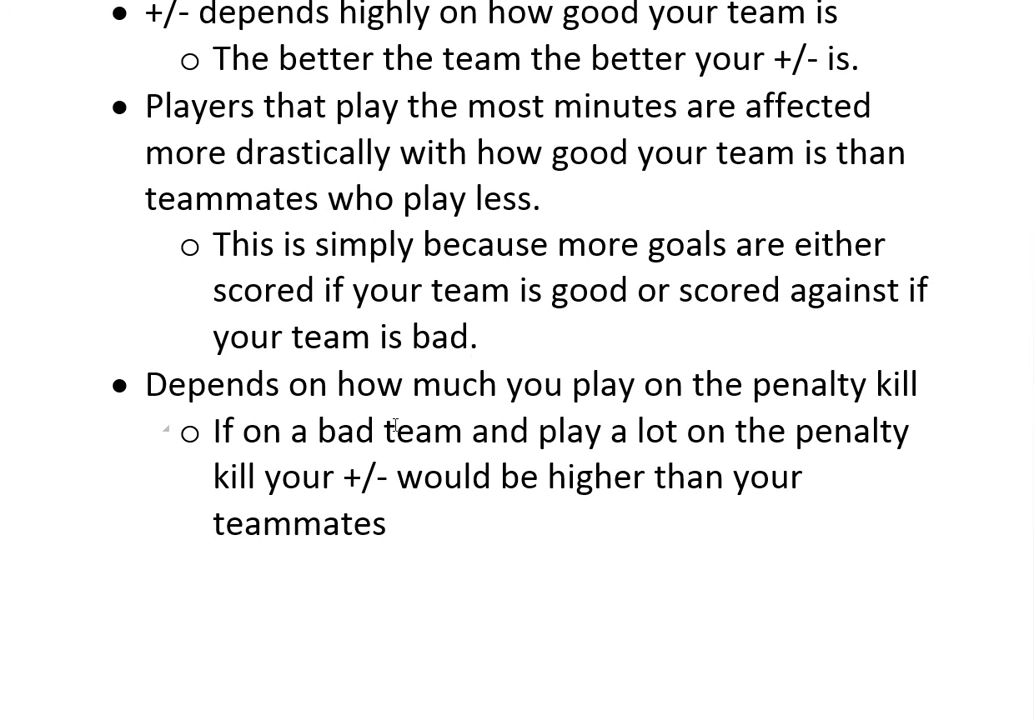 • +/- depends highly on how good your team is
o The better the team the better your +/- is.
• Players that play the most minutes are affected
more drastically with how good your team is than
teammates who play less.
o This is simply because more goals are either
scored if your team is good or scored against if
your team is bad.
• Depends on how much you play on the penalty kill
o If on a bad team and play a lot on the penalty
kill your +/- would be higher than your
teammates